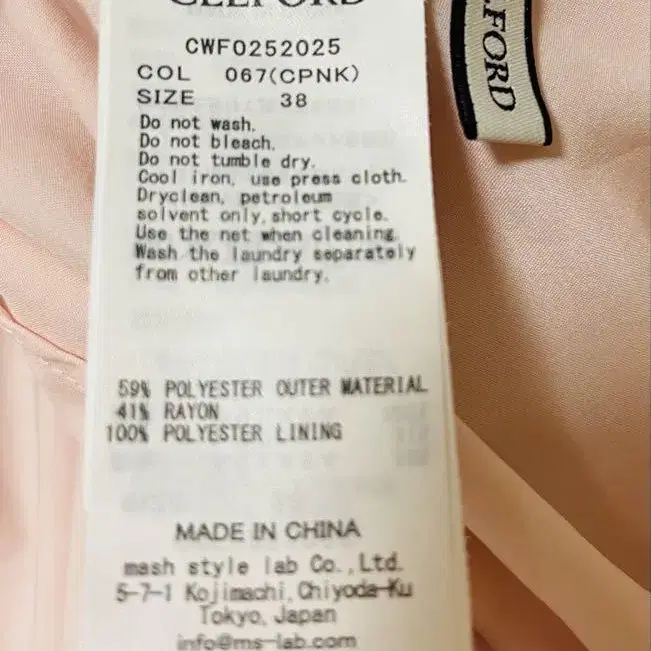 CELFORD
CWF0252025
COL 067(CPNK)
SIZE 38
Do not wash.
Do not bleach.
Do not tumble dry.
Cool iron, use press cloth.
Dryclean, petroleum
solvent only, short cycle.
Use the net when cleaning.
Wash the laundry separately
from other laundry.
59% POLYESTER OUTER MATERIAL
41% RAYON
100% POLYESTER LINING
MADE IN CHINA
mash style lab Co.,Ltd.
5-7-1 Kojimachi,Chiyoda-Ku
Tokyo,Japan
info@ms-lab.com
LFORD